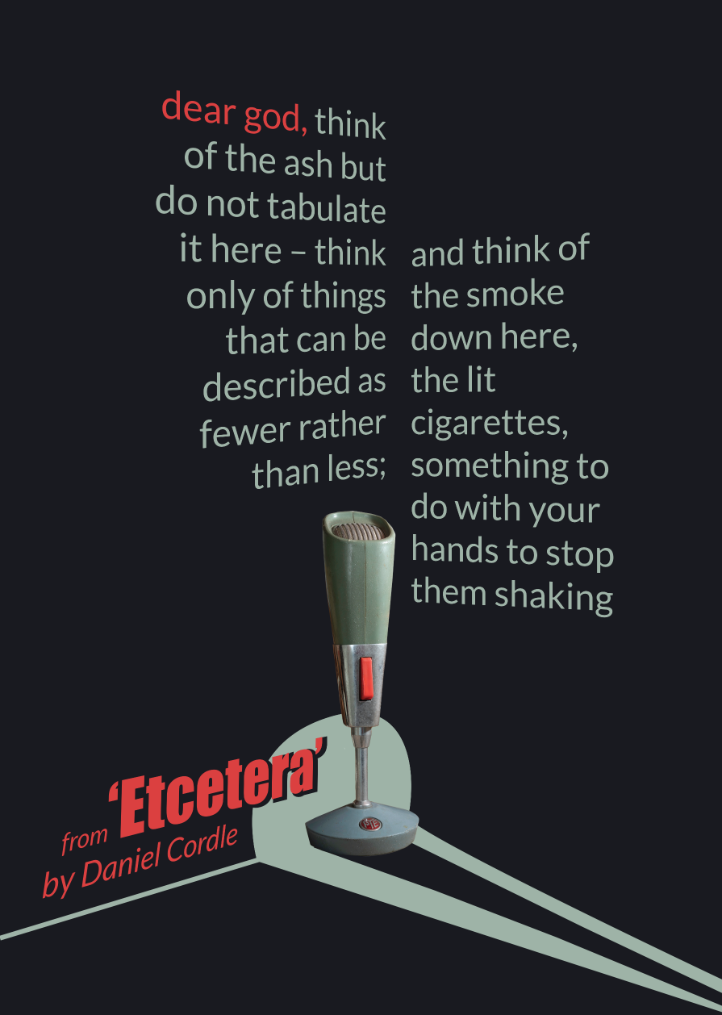 dear god, think
of the ash but
do not tabulate
it here – think
only of things
that can be
described as
fewer rather
than less;
and think of
the smoke
down here,
the lit
cigarettes,
something to
do with your
hands to stop
them shaking
from ‘Etcetera’
by Daniel Cordle